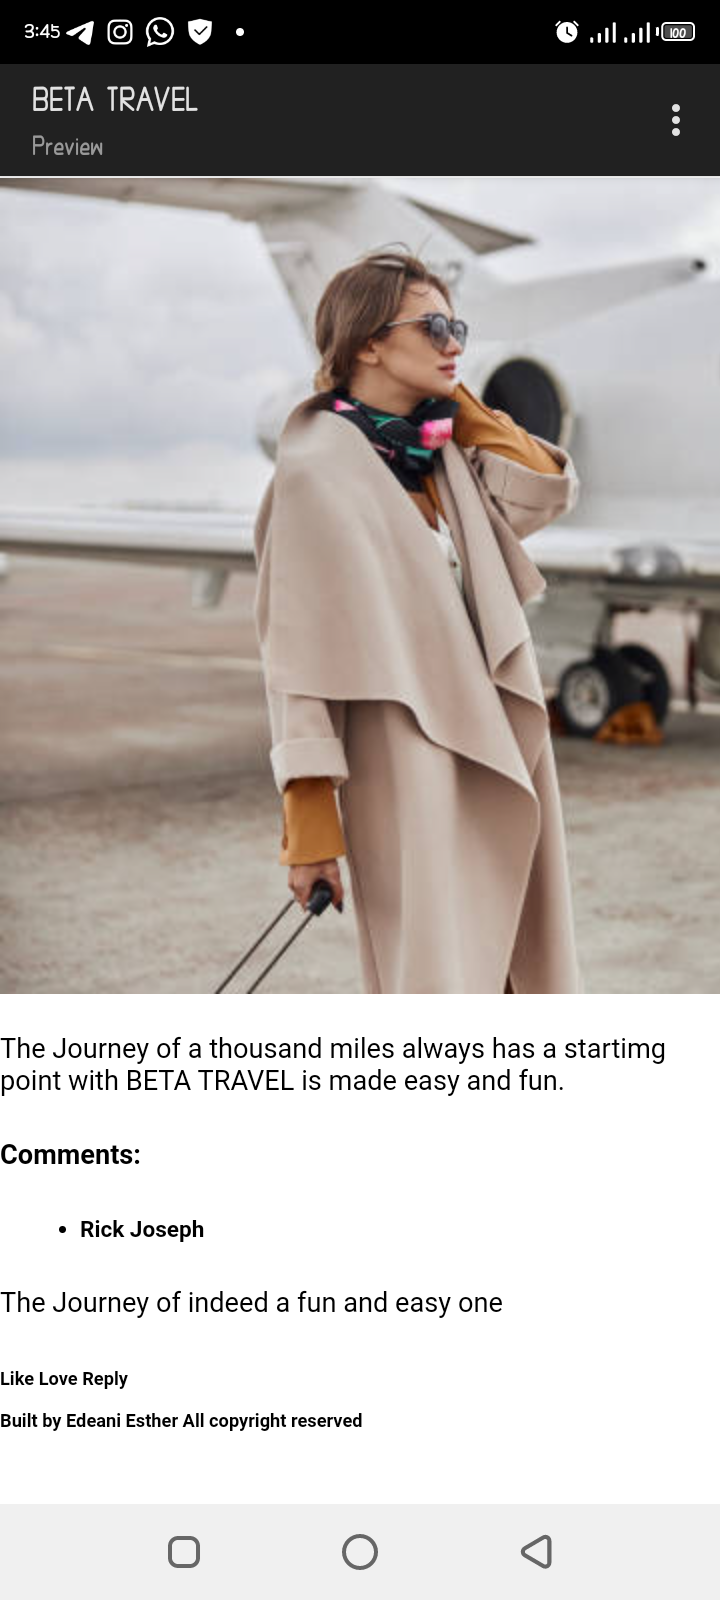 3:45
100
BETA TRAVEL
Preview
The Journey of a thousand miles always has a startimg
point with BETA TRAVEL is made easy and fun.
Comments:
• Rick Joseph
The Journey of indeed a fun and easy one
Like Love Reply
Built by Edeani Esther All copyright reserved